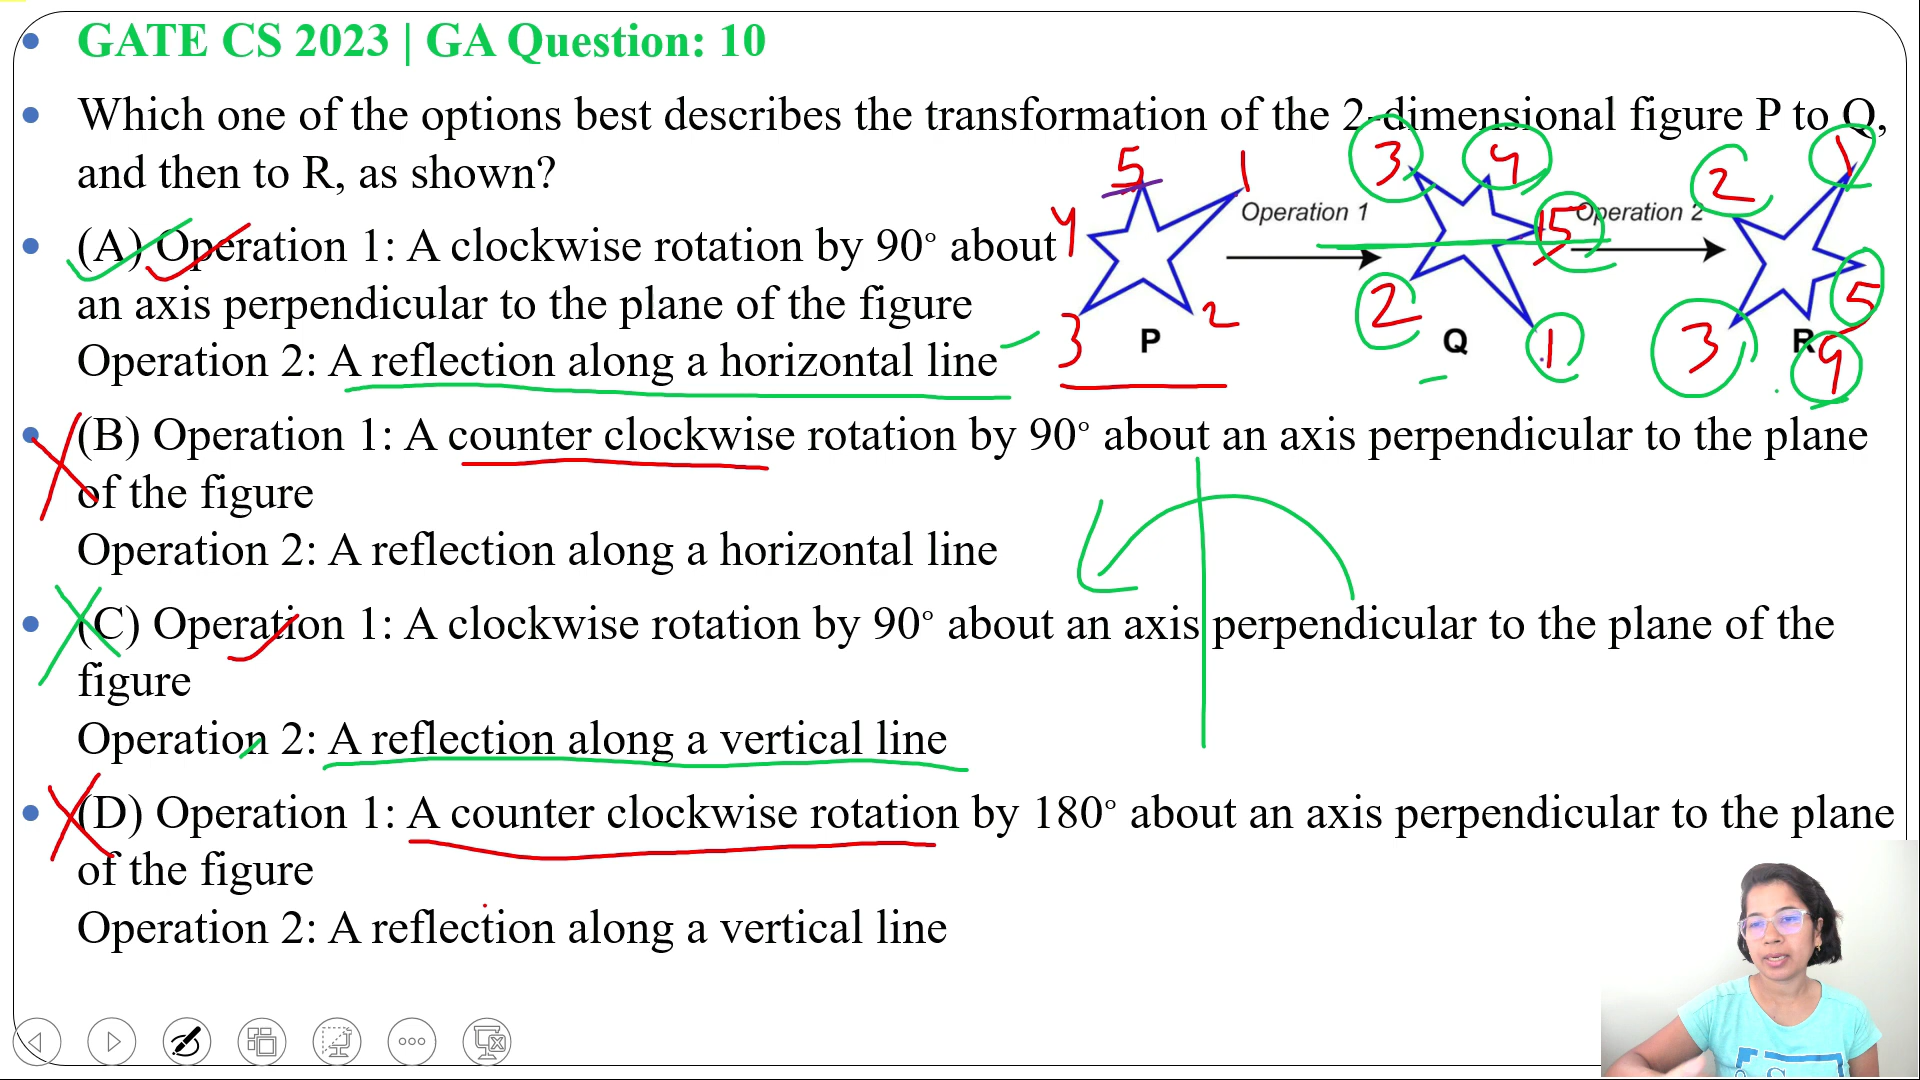 GATE CS 2023 | GA Question: 10
Which one of the options best describes the transformation of the 2-dimensional figure P to Q,
and then to R, as shown?
(A) Operation 1: A clockwise rotation by 90° about
an axis perpendicular to the plane of the figure
Operation 2: A reflection along a horizontal line
5
1
4
3
2
P
Operation 1
3
4
5
2
1
Q
Operation 2
2
1
5
3
4
R
(B) Operation 1: A counter clockwise rotation by 90° about an axis perpendicular to the plane
of the figure
Operation 2: A reflection along a horizontal line
(C) Operation 1: A clockwise rotation by 90° about an axis perpendicular to the plane of the
figure
Operation 2: A reflection along a vertical line
(D) Operation 1: A counter clockwise rotation by 180° about an axis perpendicular to the plane
of the figure
Operation 2: A reflection along a vertical line